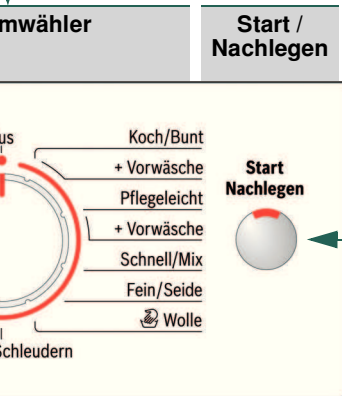 mwähler
Start /
Nachlegen
us
Koch/Bunt
+ Vorwäsche
Pflegeleicht
+ Vorwäsche
Schnell/Mix
Fein/Seide
Wolle
Start
Nachlegen
Schleudern